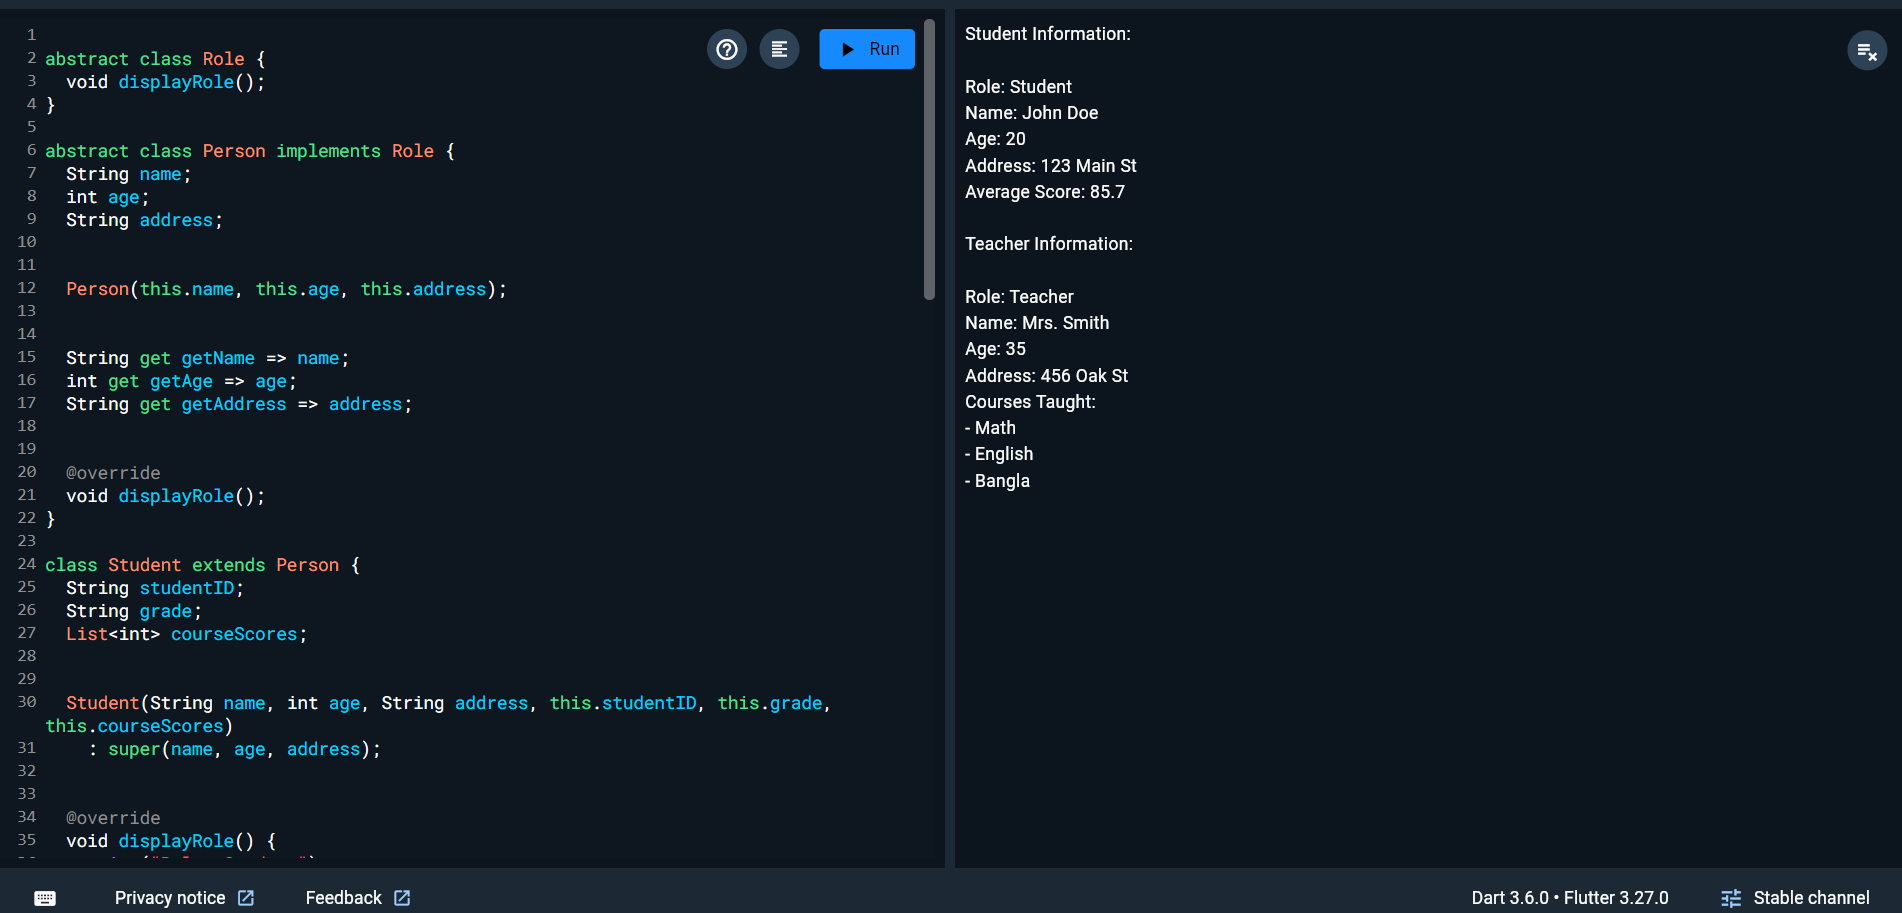 1
2 abstract class Role {
3   void displayRole();
4 }
5
6 abstract class Person implements Role {
7   String name;
8   int age;
9   String address;
10
11
12   Person(this.name, this.age, this.address);
13
14
15   String get getName => name;
16   int get getAge => age;
17   String get getAddress => address;
18
19
20   @override
21   void displayRole();
22 }
23
24 class Student extends Person {
25   String studentID;
26   String grade;
27   List<int> courseScores;
28
29
30   Student(String name, int age, String address, this.studentID, this.grade,
this.courseScores)
31     : super(name, age, address);
32
33
34   @override
35   void displayRole() {
Run
Student Information:
Role: Student
Name: John Doe
Age: 20
Address: 123 Main St
Average Score: 85.7
Teacher Information:
Role: Teacher
Name: Mrs. Smith
Age: 35
Address: 456 Oak St
Courses Taught:
- Math
- English
- Bangla
Privacy notice
Feedback
Dart 3.6.0 • Flutter 3.27.0
Stable channel